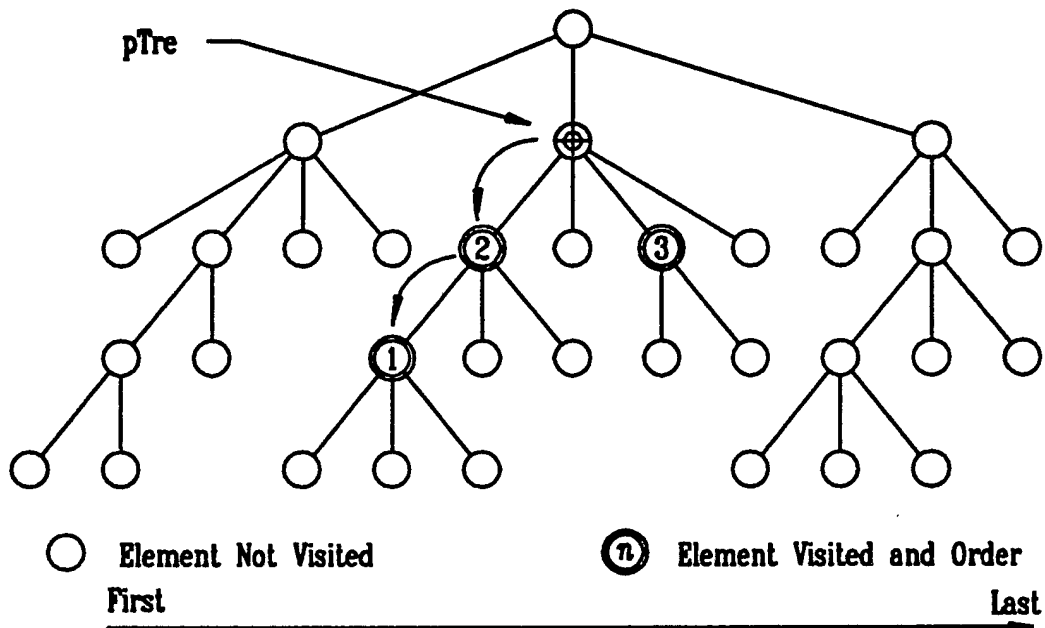 pTre
2
3
1
Element Not Visited
n Element Visited and Order
First
Last